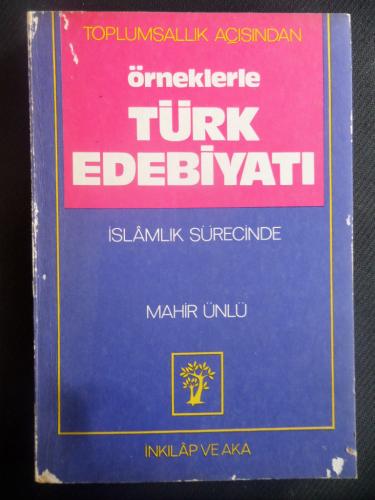 TOPLUMSALLIK AÇISINDAN
örneklerle
TÜRK
EDEBİYATI
İSLÂMLIK SÜRECİNDE
MAHİR ÜNLÜ
İNKILÂP VE AKA